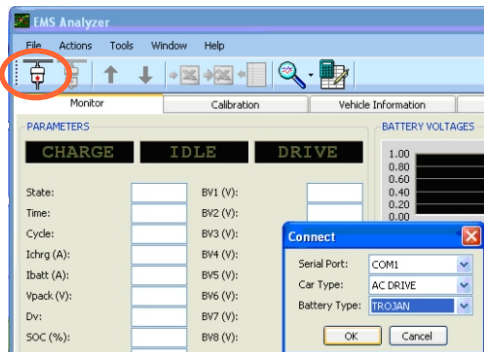 EMS Analyzer
File Actions Tools Window Help
Monitor Calibration Vehicle Information
PARAMETERS
CHARGE IDLE DRIVE
State:
Time:
Cycle:
Ichrg (A):
Ibatt (A):
Vpack (V):
Dv:
SOC (%):
BV1 (V):
BV2 (V):
BV3 (V):
BV4 (V):
BV5 (V):
BV6 (V):
BV7 (V):
BV8 (V):
BATTERY VOLTAGES
1.00
0.80
0.60
0.40
0.20
0.00
Connect
Serial Port: COM1
Car Type: AC DRIVE
Battery Type: TROJAN
OK Cancel